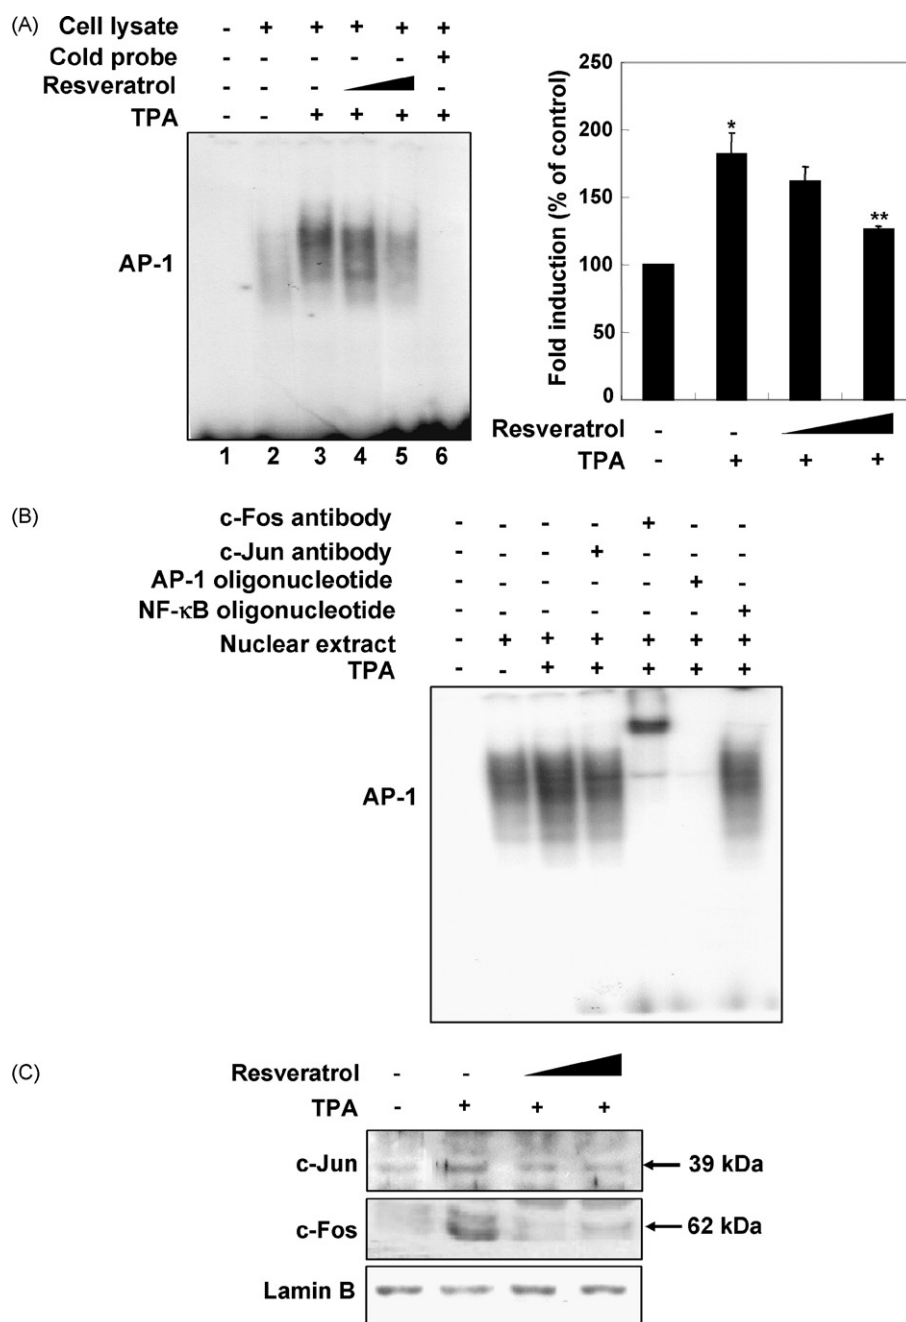 (A)
Cell lysate - + + + + +
Cold probe - - - - - +
Resveratrol - - - -
TPA - - + + + +
AP-1
1 2 3 4 5 6
Fold induction (% of control)
250
200
150
100
50
0
*
**
Resveratrol - -
TPA - + + +
(B)
c-Fos antibody - - - - + - -
c-Jun antibody - - - + - - -
AP-1 oligonucleotide - - - - - + -
NF-κB oligonucleotide - - - - - - +
Nuclear extract - + + + + + +
TPA - - + + + + +
AP-1
(C)
Resveratrol - -
TPA - + + +
c-Jun 39 kDa
c-Fos 62 kDa
Lamin B